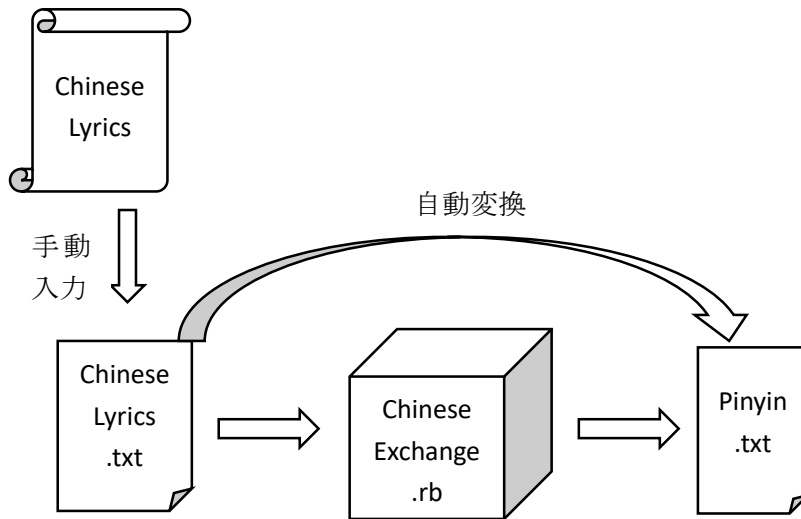 Chinese
Lyrics
自動変換
手動
入力
Chinese
Lyrics
.txt
Chinese
Exchange
.rb
Pinyin
.txt